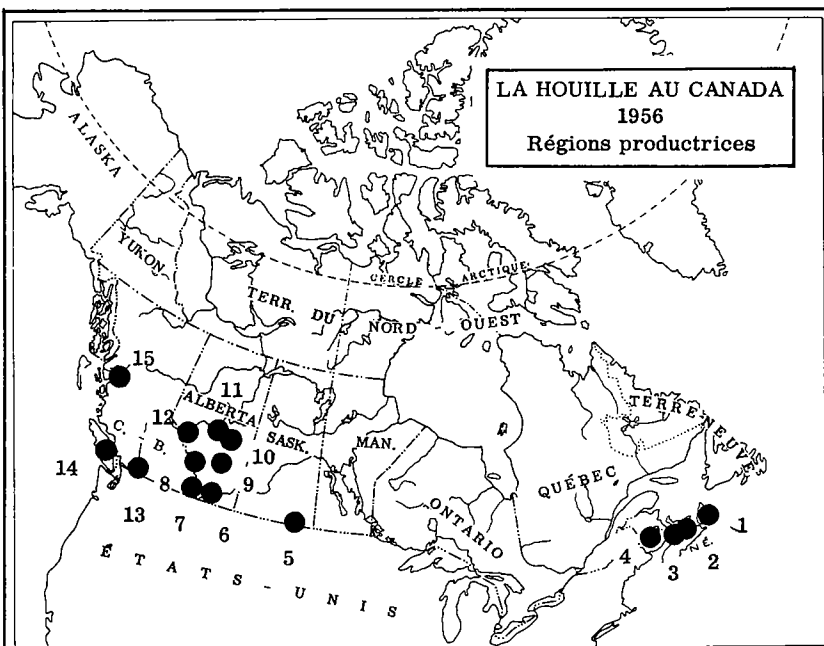 LA HOUILLE AU CANADA
1956
Régions productrices
ALASKA
YUKON
CERCLE ARCTIQUE
TERR. DU NORD-OUEST
TERRE-NEUVE
15
11
12
ALBERTA
SASK.
MAN.
C. B.
10
14
8
9
QUÉBEC
ONTARIO
13
7
6
5
4
3
2
1
NÉ.
ÉTATS-UNIS